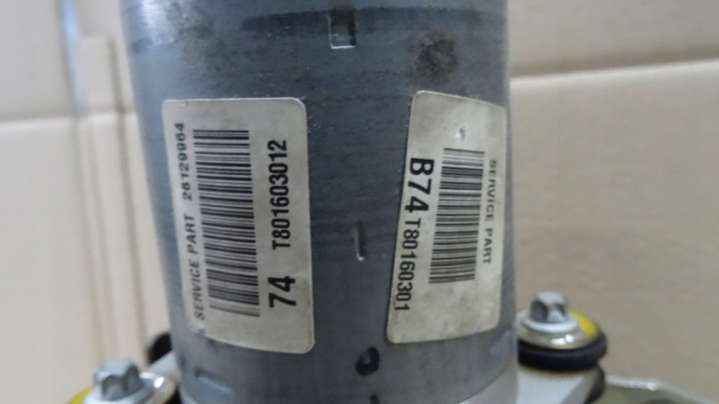 SERVICE PART 26129964
74 T801603012
SERVICE PART
B74 T80160301